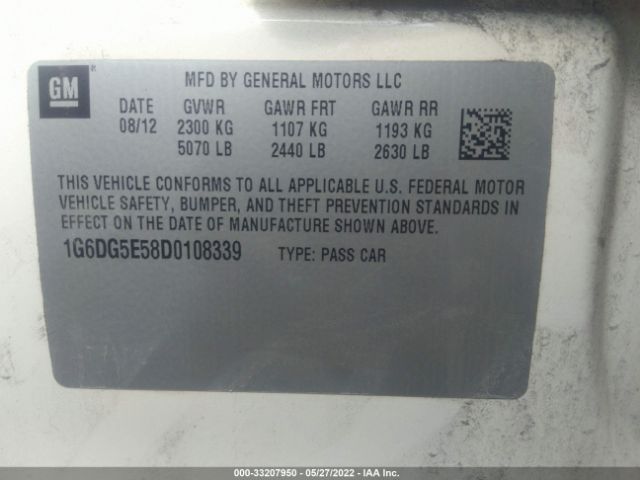 GM
MFD BY GENERAL MOTORS LLC
DATE GVWR GAWR FRT GAWR RR
08/12 2300 KG 1107 KG 1193 KG
5070 LB 2440 LB 2630 LB
THIS VEHICLE CONFORMS TO ALL APPLICABLE U.S. FEDERAL MOTOR
VEHICLE SAFETY, BUMPER, AND THEFT PREVENTION STANDARDS IN
EFFECT ON THE DATE OF MANUFACTURE SHOWN ABOVE.
1G6DG5E58D0108339 TYPE: PASS CAR
000-33207950 - 05/27/2022 - IAA Inc.